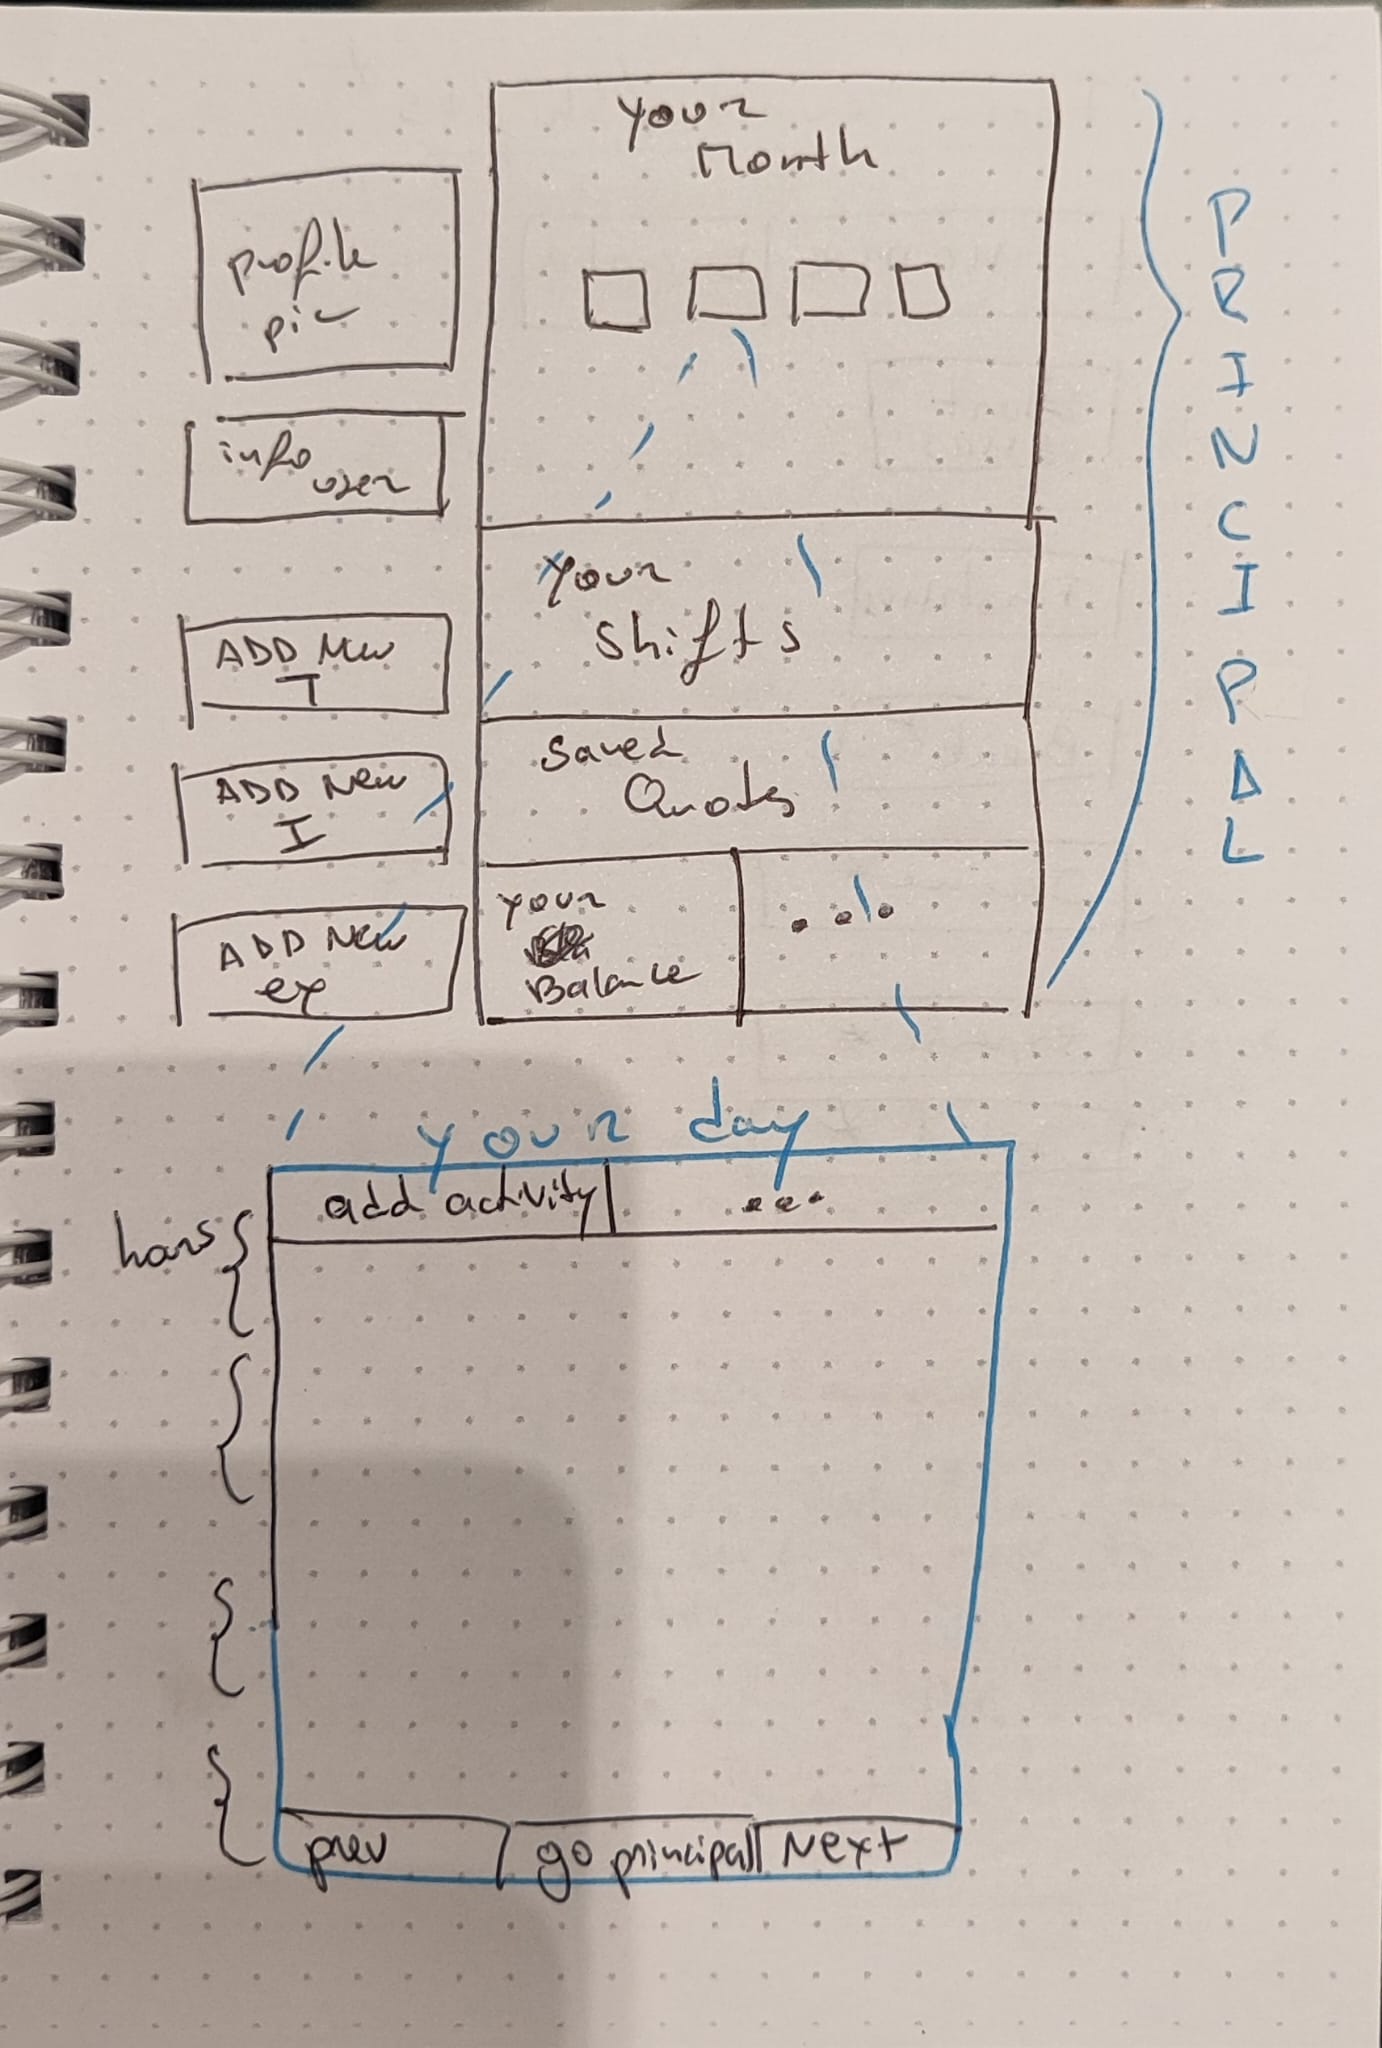 your
Month
profile
pic
info
user
ADD New
T
ADD New
I
ADD New
ex
your
shifts
saved
Quotes
your
Balance
...
PRINCIPAL
your day
add activity
...
hours
prev
go principal
Next